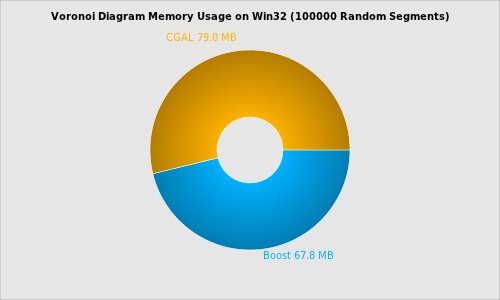 Voronoi Diagram Memory Usage on Win32 (100000 Random Segments)
CGAL 79.0 MB
Boost 67.8 MB